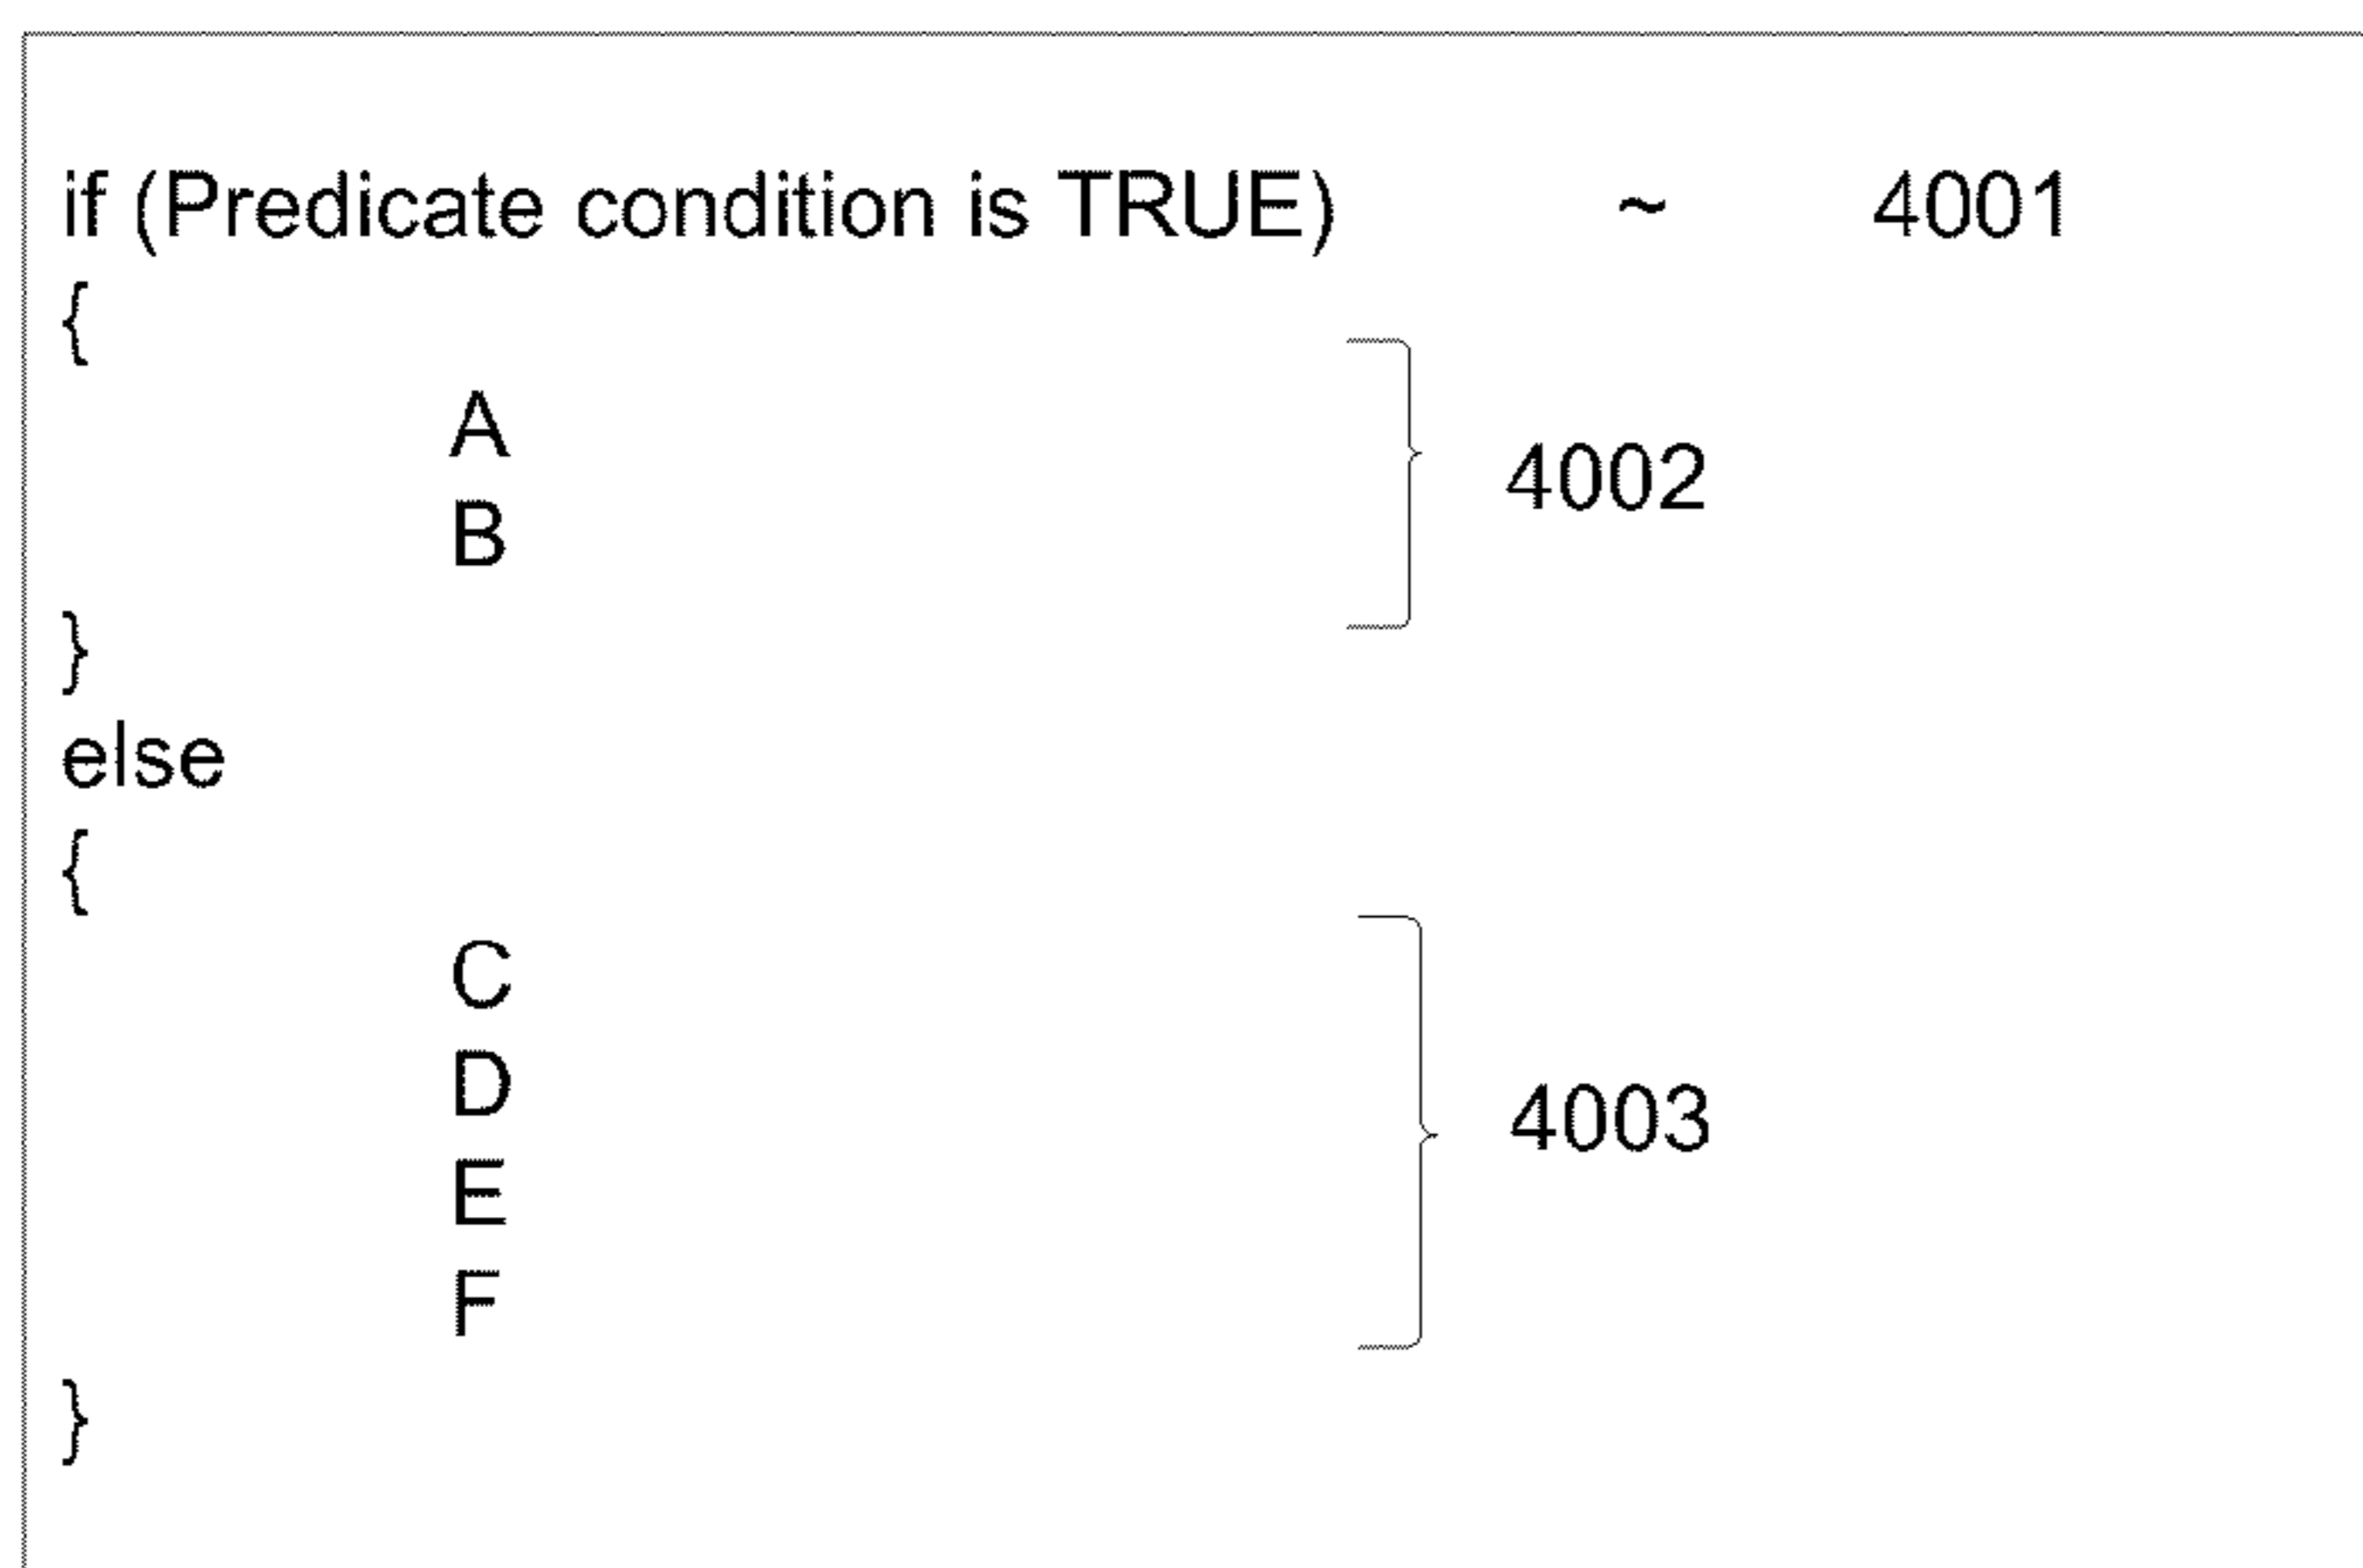 if (Predicate condition is TRUE) ~ 4001
{
A
4002
B
}
else
{
C
D
4003
E
F
}